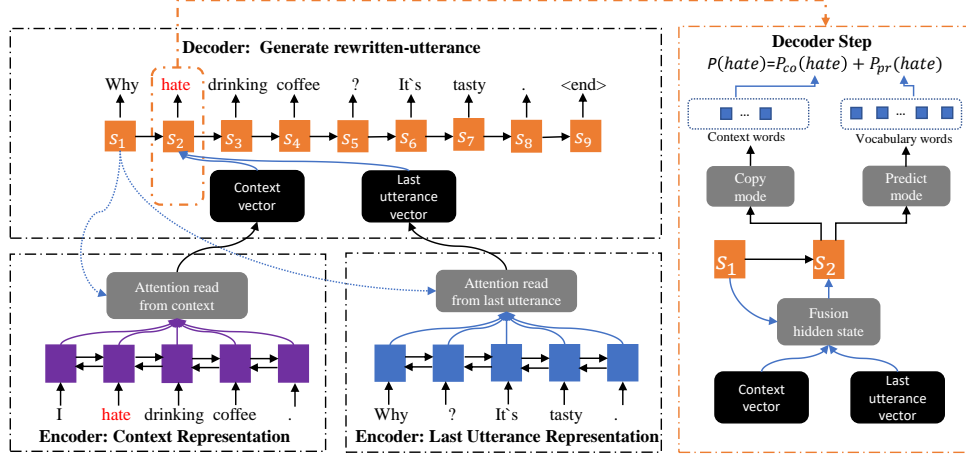 Decoder: Generate rewritten-utterance
Why hate drinking coffee ? It`s tasty . <end>
S1 S2 S3 S4 S5 S6 S7 S8 S9
Context
vector
Last
utterance
vector
Attention read
from context
I hate drinking coffee .
Encoder: Context Representation
Attention read
from last utterance
Why ? It`s tasty .
Encoder: Last Utterance Representation
Decoder Step
P(hate)=Pco(hate) + Ppr(hate)
...
Context words
Vocabulary words
Copy
mode
Predict
mode
S1 S2
Fusion
hidden state
Context
vector
Last
utterance
vector